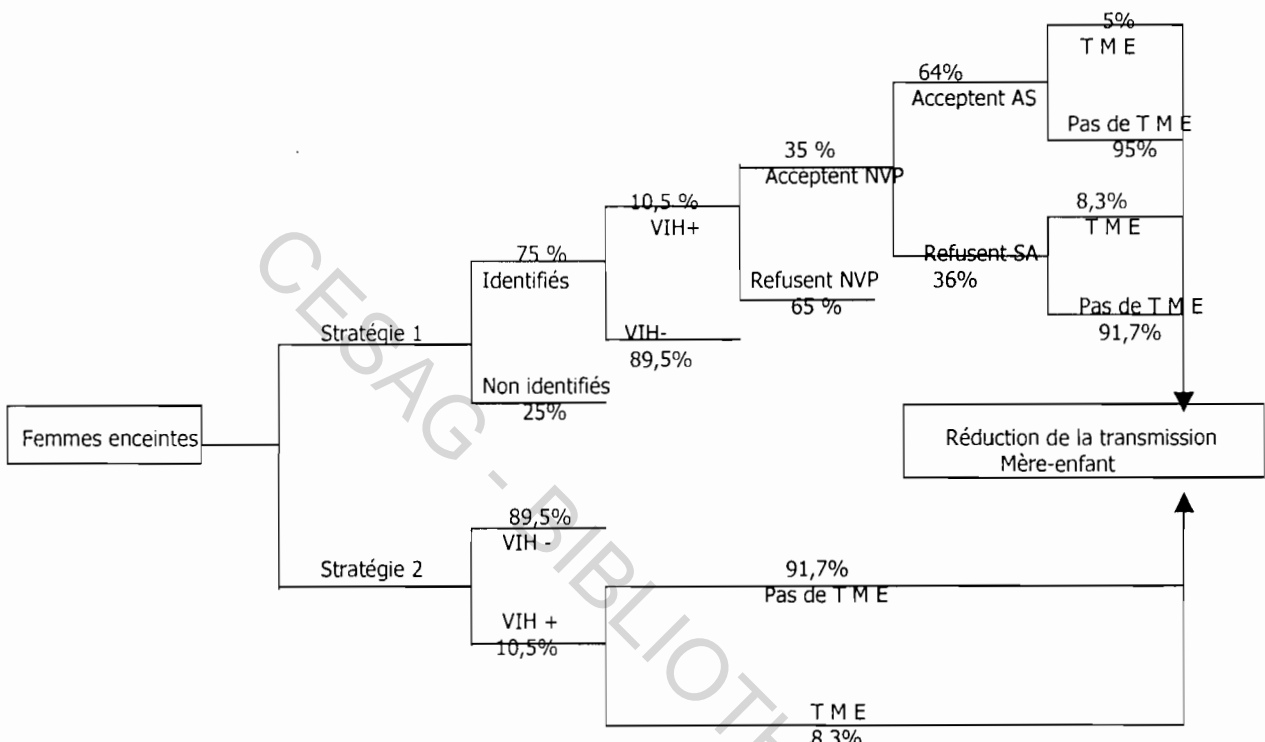 5%
T M E
64%
Acceptent AS
Pas de T M E
95%
35 %
Acceptent NVP
8,3%
T M E
10,5 %
VIH+
Refusent SA
36%
75 %
Identifiés
Refusent NVP
65 %
Pas de T M E
91,7%
Stratégie 1
VIH-
89,5%
Non identifiés
25%
Femmes enceintes
Réduction de la transmission
Mère-enfant
89,5%
VIH -
Stratégie 2
91,7%
Pas de T M E
VIH +
10,5%
T M E
8,3%
CESAG - BIBLIOTH